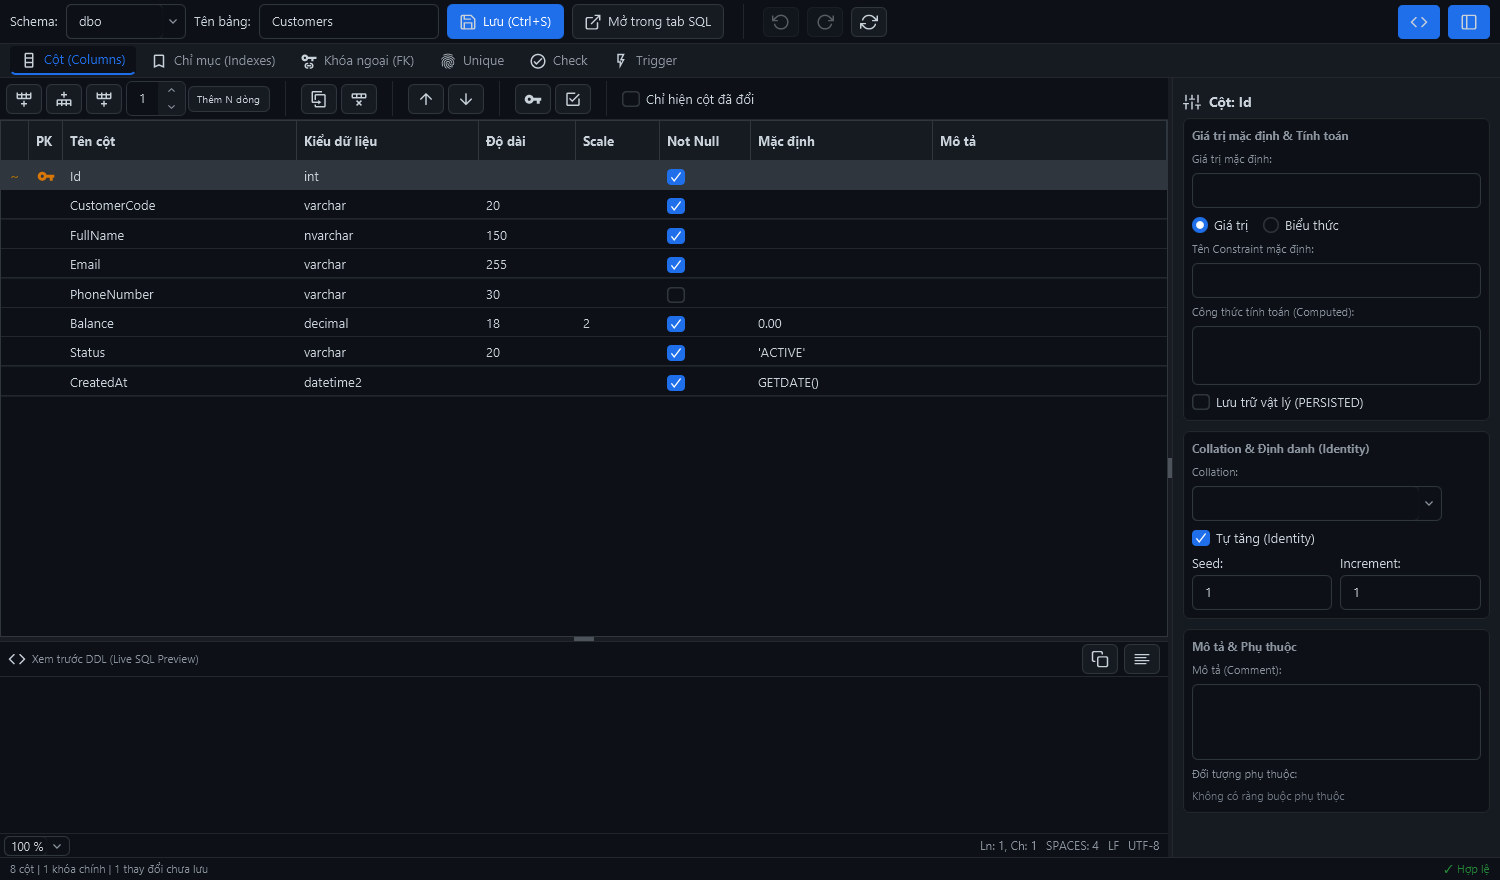 Schema: dbo Tên bảng: Customers Lưu (Ctrl+S) Mở trong tab SQL
Cột (Columns) Chỉ mục (Indexes) Khóa ngoại (FK) Unique Check Trigger
1 Thêm N dòng Chỉ hiện cột đã đổi
PK Tên cột Kiểu dữ liệu Độ dài Scale Not Null Mặc định Mô tả
~ Id int
CustomerCode varchar 20
FullName nvarchar 150
Email varchar 255
PhoneNumber varchar 30
Balance decimal 18 2 0.00
Status varchar 20 'ACTIVE'
CreatedAt datetime2 GETDATE()
Xem trước DDL (Live SQL Preview)
100 % Ln: 1, Ch: 1 SPACES: 4 LF UTF-8
Cột: Id
Giá trị mặc định & Tính toán
Giá trị mặc định:
Giá trị Biểu thức
Tên Constraint mặc định:
Công thức tính toán (Computed):
Lưu trữ vật lý (PERSISTED)
Collation & Định danh (Identity)
Collation:
Tự tăng (Identity)
Seed: Increment:
1 1
Mô tả & Phụ thuộc
Mô tả (Comment):
Đối tượng phụ thuộc:
Không có ràng buộc phụ thuộc
8 cột | 1 khóa chính | 1 thay đổi chưa lưu ✓ Hợp lệ